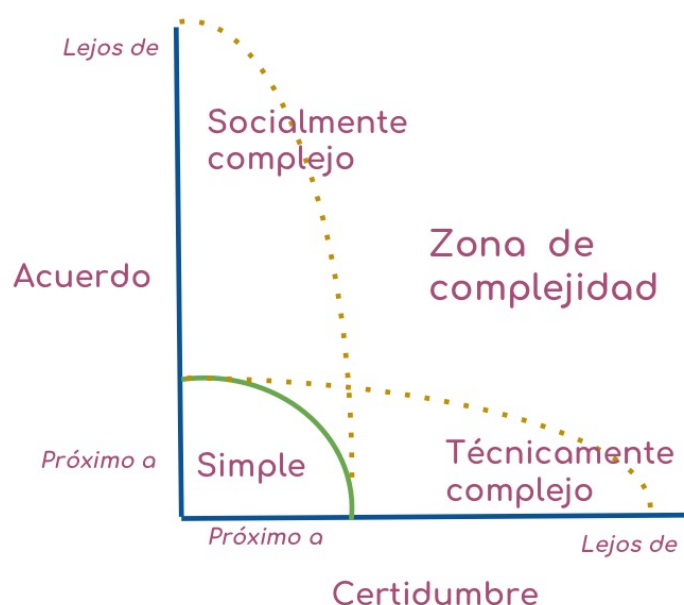 Lejos de
Socialmente
complejo
Zona de
complejidad
Acuerdo
Próximo a
Simple
Técnicamente
complejo
Próximo a
Lejos de
Certidumbre